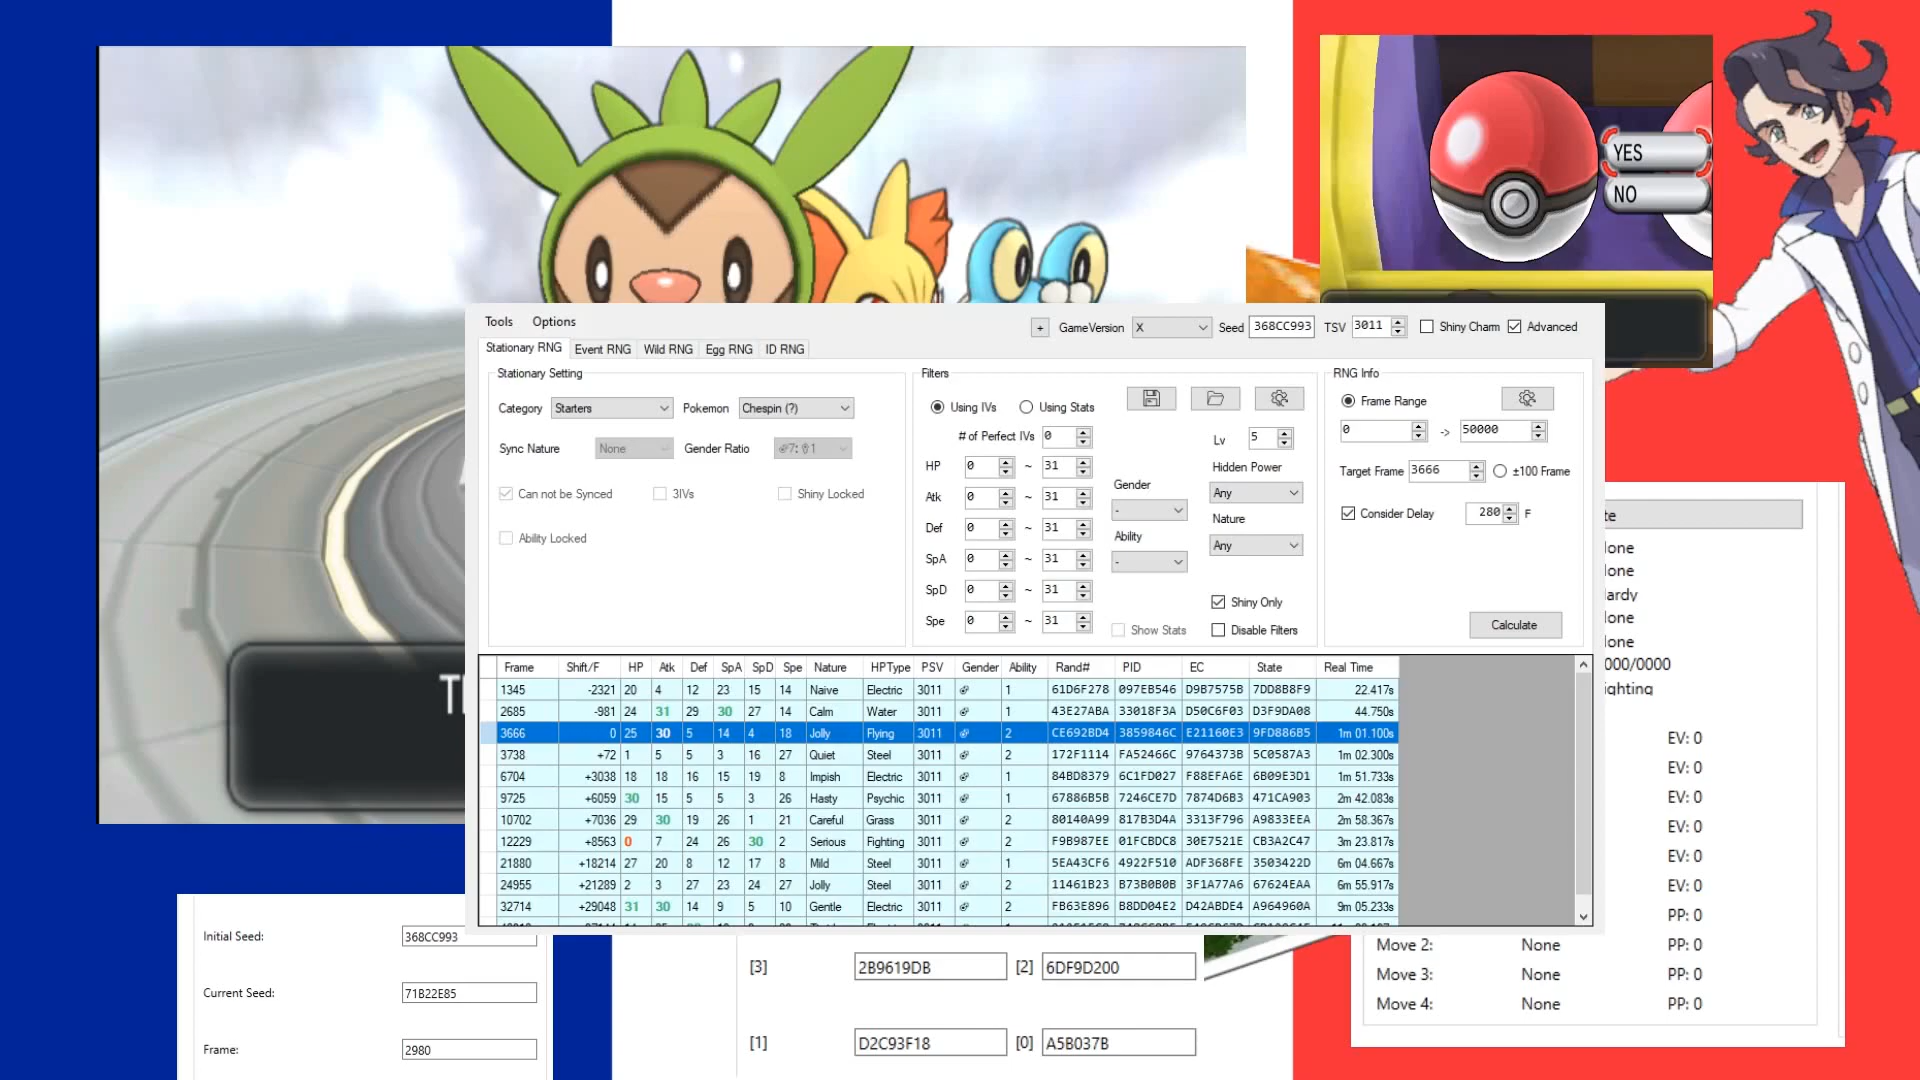 YES
NO
Tools Options
+ GameVersion X Seed 368CC993 TSV 3011 Shiny Charm Advanced
Stationary RNG Event RNG Wild RNG Egg RNG ID RNG
Stationary Setting
Category Starters Pokemon Chespin (?)
Sync Nature None Gender Ratio ♂7:♀1
Can not be Synced 3IVs Shiny Locked
Ability Locked
Filters
Using IVs Using Stats
# of Perfect IVs 0
HP 0 ~ 31
Atk 0 ~ 31
Def 0 ~ 31
SpA 0 ~ 31
SpD 0 ~ 31
Spe 0 ~ 31
Gender
-
Ability
-
Show Stats
Lv 5
Hidden Power
Any
Nature
Any
Shiny Only
Disable Filters
RNG Info
Frame Range
0 -> 50000
Target Frame 3666 ±100 Frame
Consider Delay 280 F
Calculate
Frame Shift/F HP Atk Def SpA SpD Spe Nature HPType PSV Gender Ability Rand# PID EC State Real Time
1345 -2321 20 4 12 23 15 14 Naive Electric 3011 ♂ 1 61D6F278 097EB546 D9B7575B 7DD8B8F9 22.417s
2685 -981 24 31 29 30 27 14 Calm Water 3011 ♂ 1 43E27ABA 33018F3A D50C6F03 D3F9DA08 44.750s
3666 0 25 30 5 14 4 18 Jolly Flying 3011 ♂ 2 CE692BD4 3859846C E21160E3 9FD886B5 1m 01.100s
3738 +72 1 5 5 3 16 27 Quiet Steel 3011 ♂ 2 172F1114 FA52466C 9764373B 5C0587A3 1m 02.300s
6704 +3038 18 18 16 15 19 8 Impish Electric 3011 ♂ 1 84BD8379 6C1FD027 F88EFA6E 6B09E3D1 1m 51.733s
9725 +6059 30 15 5 5 3 26 Hasty Psychic 3011 ♂ 1 67886B5B 7246CE7D 7874D6B3 471CA903 2m 42.083s
10702 +7036 29 30 19 26 1 21 Careful Grass 3011 ♂ 2 80140A99 817B3D4A 3313F796 A9833EEA 2m 58.367s
12229 +8563 0 7 24 26 30 2 Serious Fighting 3011 ♂ 2 F9B987EE 01FCBDC8 30E7521E CB3A2C47 3m 23.817s
21880 +18214 27 20 8 12 17 8 Mild Steel 3011 ♂ 1 5EA43CF6 4922F510 ADF368FE 3503422D 6m 04.667s
24955 +21289 2 3 27 23 24 27 Jolly Steel 3011 ♂ 2 11461B23 B73B0B0B 3F1A77A6 67624EAA 6m 55.917s
32714 +29048 31 30 14 9 5 10 Gentle Electric 3011 ♂ 2 FB63E896 B8DD04E2 D42ABDE4 A964960A 9m 05.233s
te
lone
lone
ardy
lone
lone
000/0000
ighting
EV: 0
EV: 0
EV: 0
EV: 0
EV: 0
EV: 0
PP: 0
Move 2: None PP: 0
Move 3: None PP: 0
Move 4: None PP: 0
Initial Seed: 368CC993
Current Seed: 71B22E85
Frame: 2980
[3] 2B9619DB [2] 6DF9D200
[1] D2C93F18 [0] A5B037B